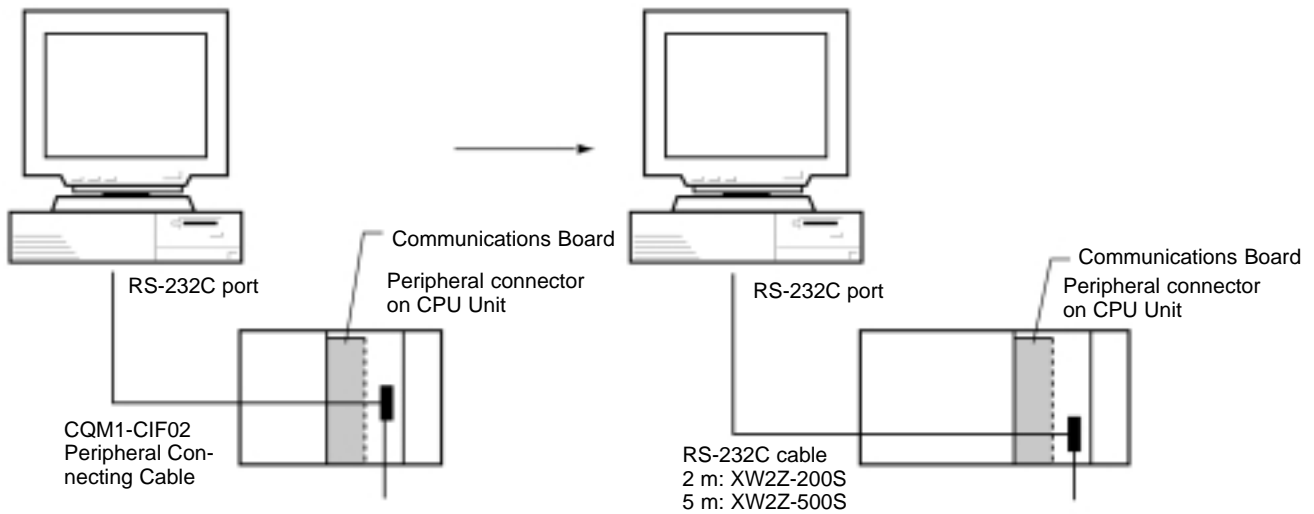 Communications Board
Peripheral connector
on CPU Unit
RS-232C port
CQM1-CIF02
Peripheral Con-
necting Cable
Communications Board
Peripheral connector
on CPU Unit
RS-232C port
RS-232C cable
2 m: XW2Z-200S
5 m: XW2Z-500S